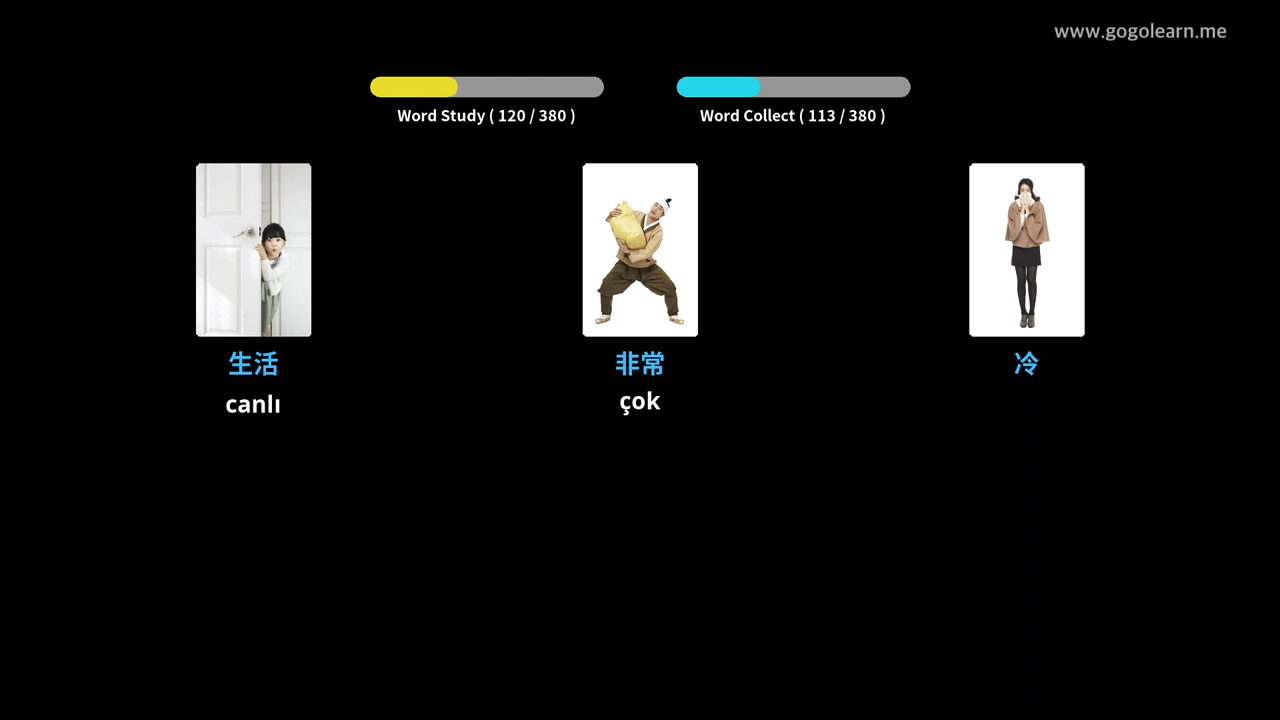 www.gogolearn.me
Word Study ( 120 / 380 )
Word Collect ( 113 / 380 )
生活
非常
冷
canlı
çok